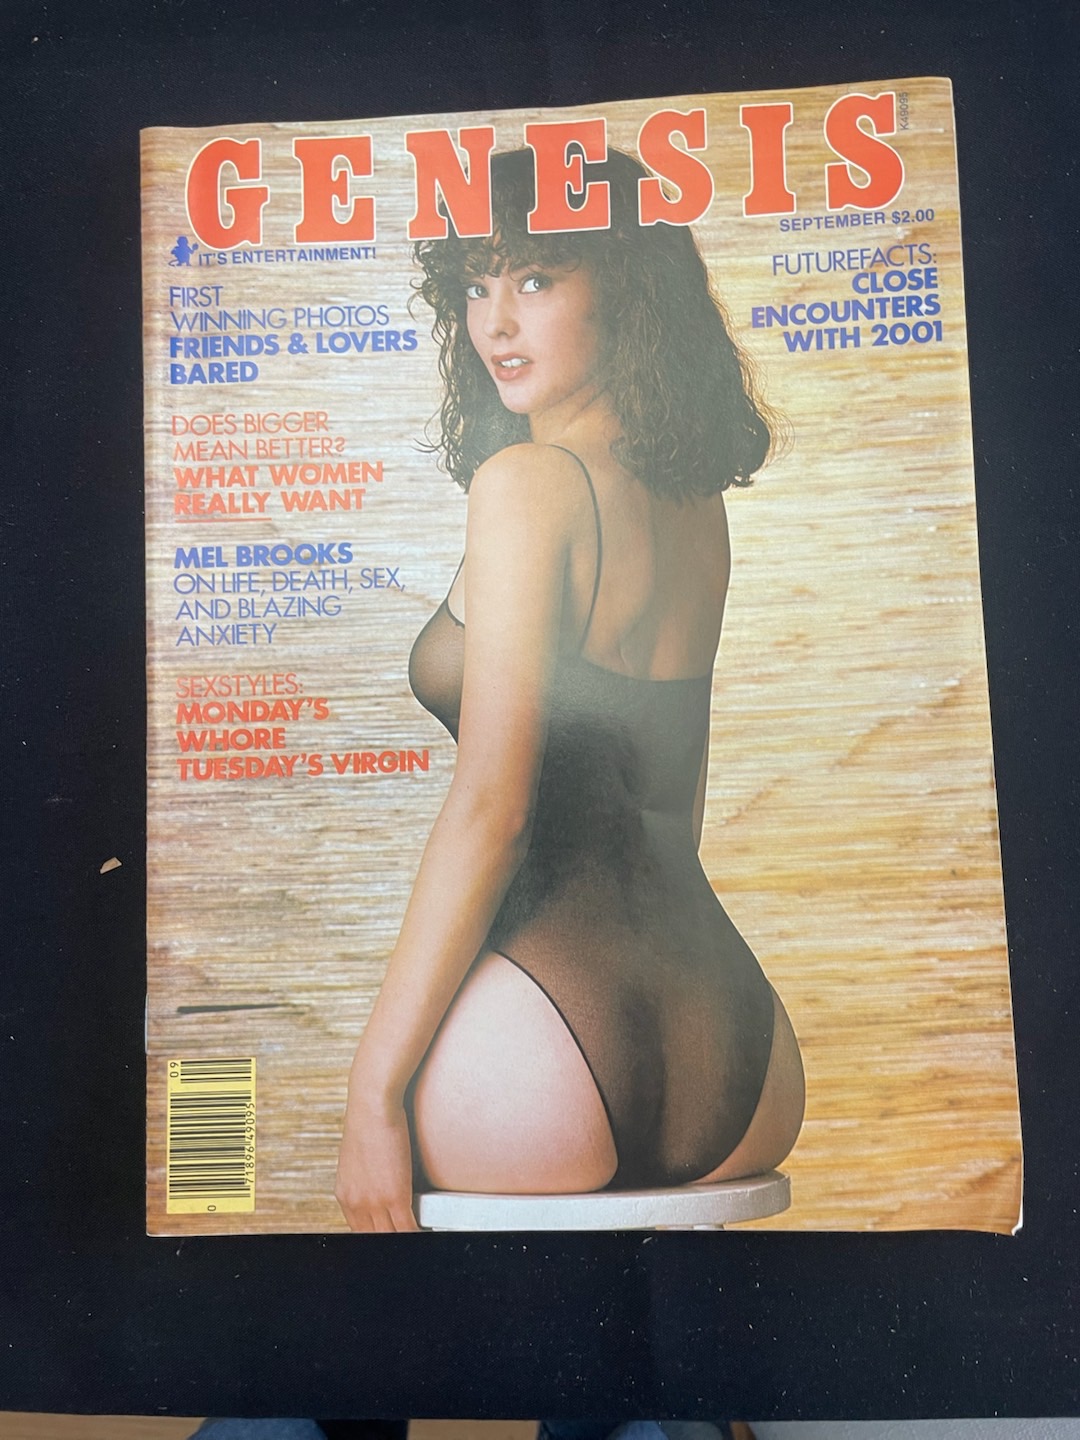 GENESIS
K49095
SEPTEMBER $2.00
IT'S ENTERTAINMENT!
FIRST
WINNING PHOTOS
FRIENDS & LOVERS
BARED
DOES BIGGER
MEAN BETTER?
WHAT WOMEN
REALLY WANT
MEL BROOKS
ON LIFE, DEATH, SEX,
AND BLAZING
ANXIETY
SEXSTYLES:
MONDAY'S
WHORE
TUESDAY'S VIRGIN
FUTUREFACTS:
CLOSE
ENCOUNTERS
WITH 2001
09
0 71896 49095